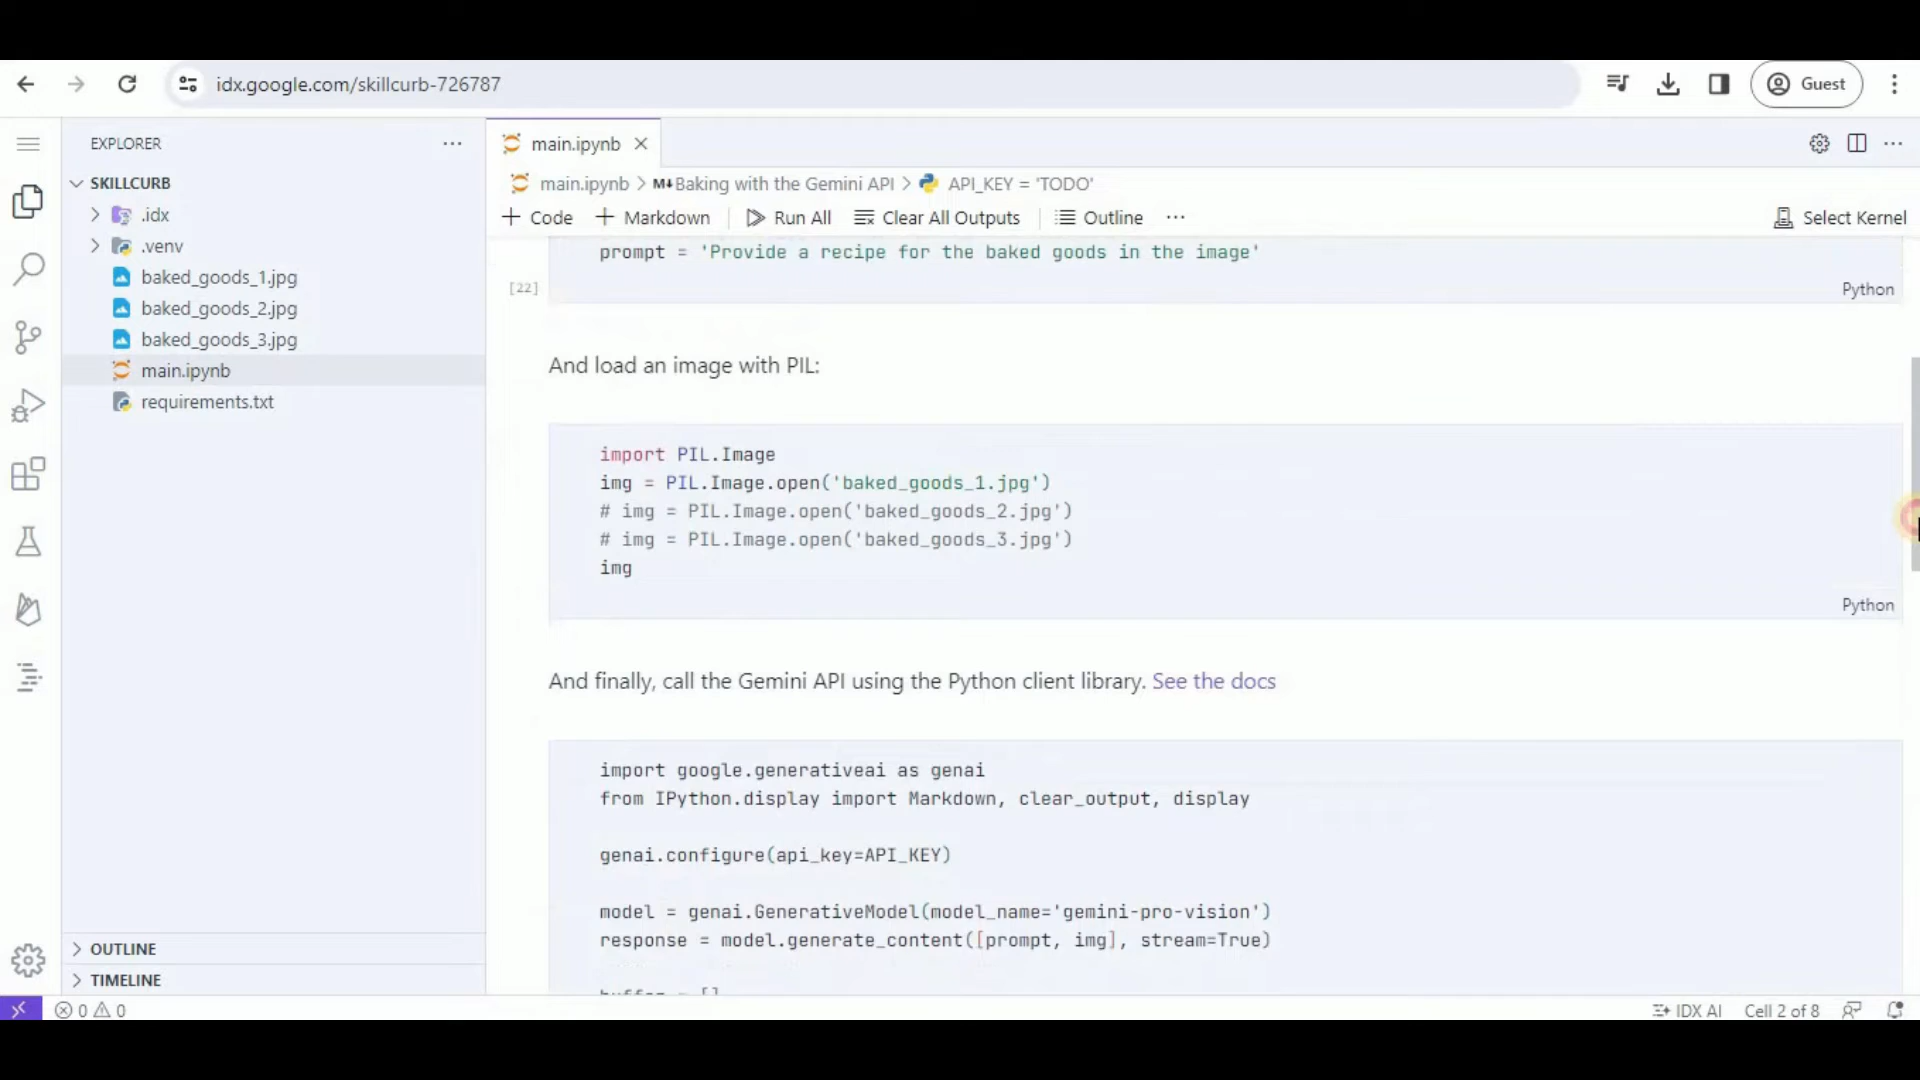 idx.google.com/skillcurb-726787
Guest
EXPLORER
main.ipynb
SKILLCURB
.idx
.venv
baked_goods_1.jpg
baked_goods_2.jpg
baked_goods_3.jpg
main.ipynb
requirements.txt
OUTLINE
TIMELINE
main.ipynb > M↓Baking with the Gemini API > API_KEY = 'TODO'
+ Code + Markdown Run All Clear All Outputs Outline ...
Select Kernel
prompt = 'Provide a recipe for the baked goods in the image'
[22]
Python
And load an image with PIL:
import PIL.Image
img = PIL.Image.open('baked_goods_1.jpg')
# img = PIL.Image.open('baked_goods_2.jpg')
# img = PIL.Image.open('baked_goods_3.jpg')
img
Python
And finally, call the Gemini API using the Python client library. See the docs
import google.generativeai as genai
from IPython.display import Markdown, clear_output, display
genai.configure(api_key=API_KEY)
model = genai.GenerativeModel(model_name='gemini-pro-vision')
response = model.generate_content([prompt, img], stream=True)
buffer = []
0 0
IDX AI
Cell 2 of 8